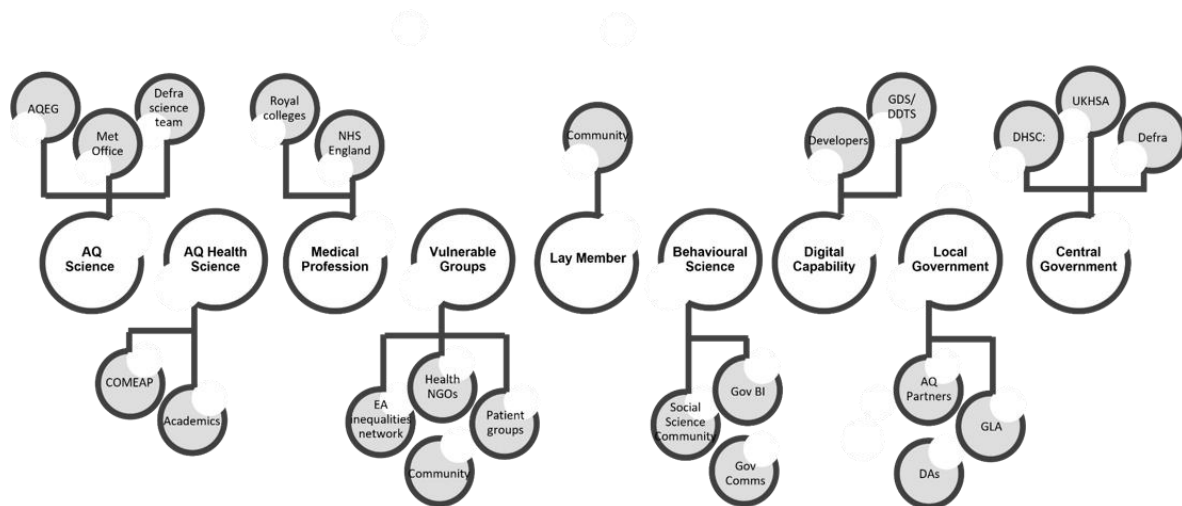 AQEG
Met
Office
Defra
science
team
Royal
colleges
NHS
England
Community
Developers
GDS/
DDTS
DHSC:
UKHSA
Defra
AQ
Science
AQ Health
Science
Medical
Profession
Vulnerable
Groups
Lay Member
Behavioural
Science
Digital
Capability
Local
Government
Central
Government
COMEAP
Academics
EA
inequalities
network
Health
NGOs
Patient
groups
Community
Social
Science
Community
Gov BI
Gov
Comms
AQ
Partners
GLA
DAs